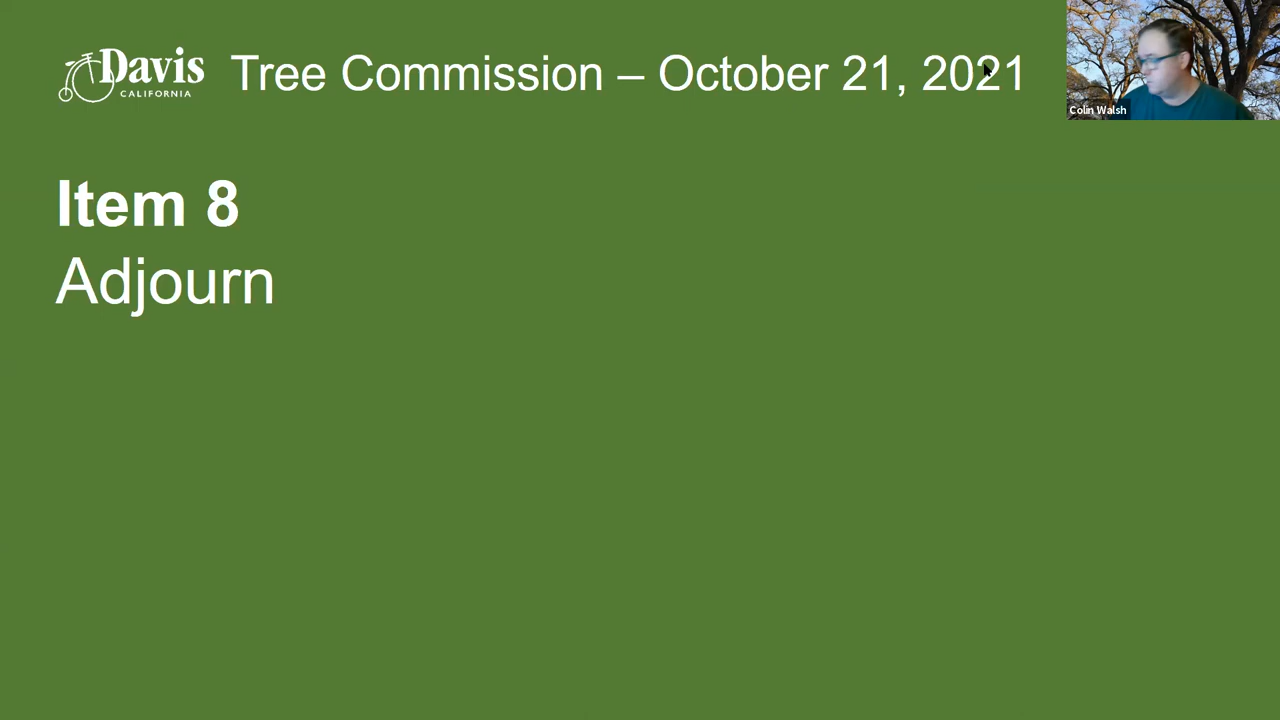 Davis
CALIFORNIA
Tree Commission – October 21, 2021
Colin Walsh
Item 8
Adjourn